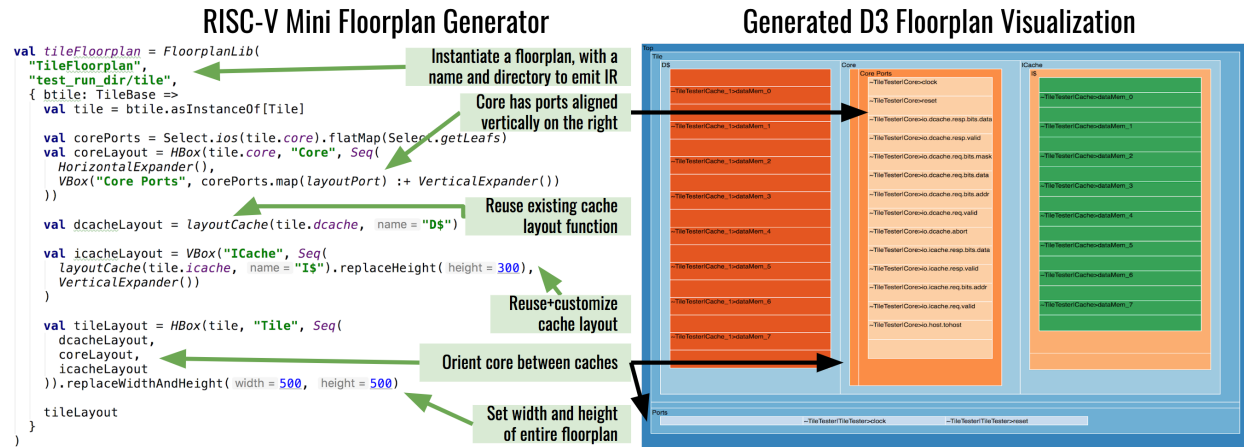 RISC-V Mini Floorplan Generator
val tileFloorplan = FloorplanLib(
"TileFloorplan",
"test_run_dir/tile",
{ btile: TileBase =>
val tile = btile.asInstanceOf[Tile]
val corePorts = Select.ios(tile.core).flatMap(Select.getLeafs)
val coreLayout = HBox(tile.core, "Core", Seq(
HorizontalExpander(),
VBox("Core Ports", corePorts.map(layoutPort) :+ VerticalExpander())
))
val dcacheLayout = layoutCache(tile.dcache, name = "D$")
val icacheLayout = VBox("ICache", Seq(
layoutCache(tile.icache, name = "I$").replaceHeight( height = 300),
VerticalExpander())
)
val tileLayout = HBox(tile, "Tile", Seq(
dcacheLayout,
coreLayout,
icacheLayout
)).replaceWidthAndHeight( width = 500, height = 500)
tileLayout
}
)
Instantiate a floorplan, with a
name and directory to emit IR
Core has ports aligned
vertically on the right
Reuse existing cache
layout function
Reuse+customize
cache layout
Orient core between caches
Set width and height
of entire floorplan
Generated D3 Floorplan Visualization
Top
Tile
D$
~TileTester|Cache_1>dataMem_0
~TileTester|Cache_1>dataMem_1
~TileTester|Cache_1>dataMem_2
~TileTester|Cache_1>dataMem_3
~TileTester|Cache_1>dataMem_4
~TileTester|Cache_1>dataMem_5
~TileTester|Cache_1>dataMem_6
~TileTester|Cache_1>dataMem_7
Core
Core Ports
~TileTester|Core>clock
~TileTester|Core>reset
~TileTester|Core>io.dcache.resp.bits.data
~TileTester|Core>io.dcache.resp.valid
~TileTester|Core>io.dcache.req.bits.mask
~TileTester|Core>io.dcache.req.bits.data
~TileTester|Core>io.dcache.req.bits.addr
~TileTester|Core>io.dcache.req.valid
~TileTester|Core>io.dcache.abort
~TileTester|Core>io.icache.resp.bits.data
~TileTester|Core>io.icache.resp.valid
~TileTester|Core>io.icache.req.bits.addr
~TileTester|Core>io.icache.req.valid
~TileTester|Core>io.host.tohost
ICache
I$
~TileTester|Cache>dataMem_0
~TileTester|Cache>dataMem_1
~TileTester|Cache>dataMem_2
~TileTester|Cache>dataMem_3
~TileTester|Cache>dataMem_4
~TileTester|Cache>dataMem_5
~TileTester|Cache>dataMem_6
~TileTester|Cache>dataMem_7
Ports
~TileTester|TileTester>clock
~TileTester|TileTester>reset